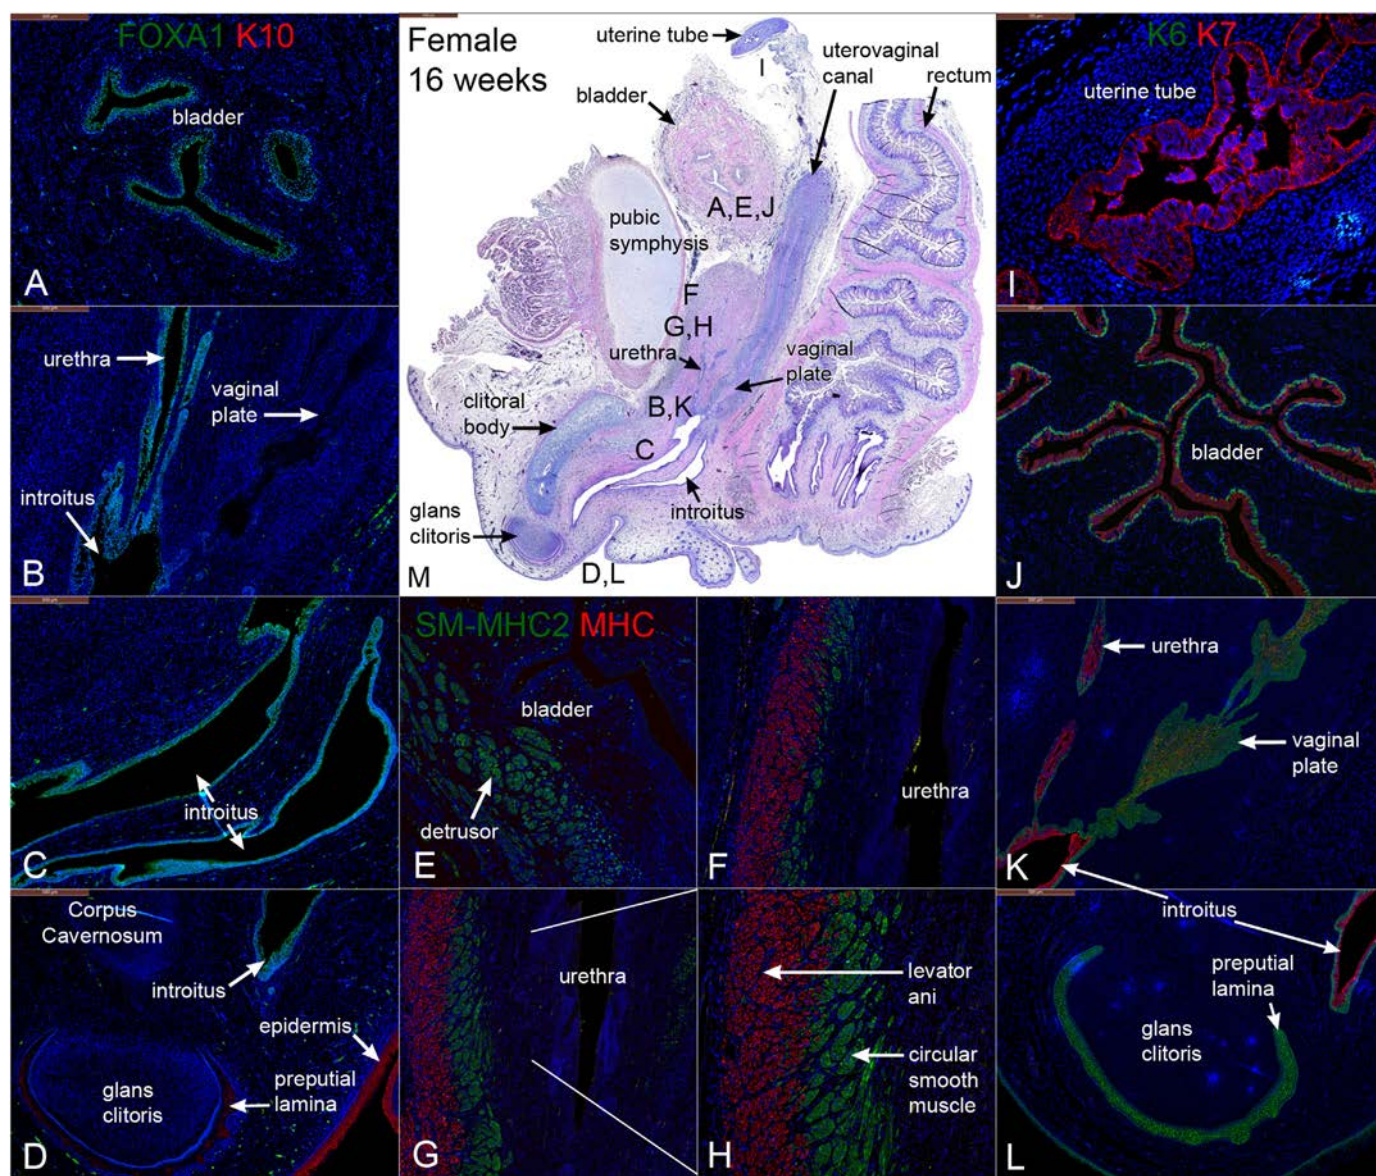 FOXA1 K10
bladder
A
urethra
vaginal
plate
introitus
B
introitus
C
Corpus
Cavernosum
introitus
epidermis
glans
clitoris
preputial
lamina
D
Female
16 weeks
uterine tube
I
uterovaginal
canal
rectum
bladder
A,E,J
pubic
symphysis
F
G,H
urethra
vaginal
plate
B,K
clitoral
body
C
glans
clitoris
introitus
D,L
M
SM-MHC2 MHC
bladder
detrusor
E
urethra
F
urethra
G
levator
ani
circular
smooth
muscle
H
K6 K7
uterine tube
I
bladder
J
urethra
vaginal
plate
K
introitus
preputial
lamina
glans
clitoris
L